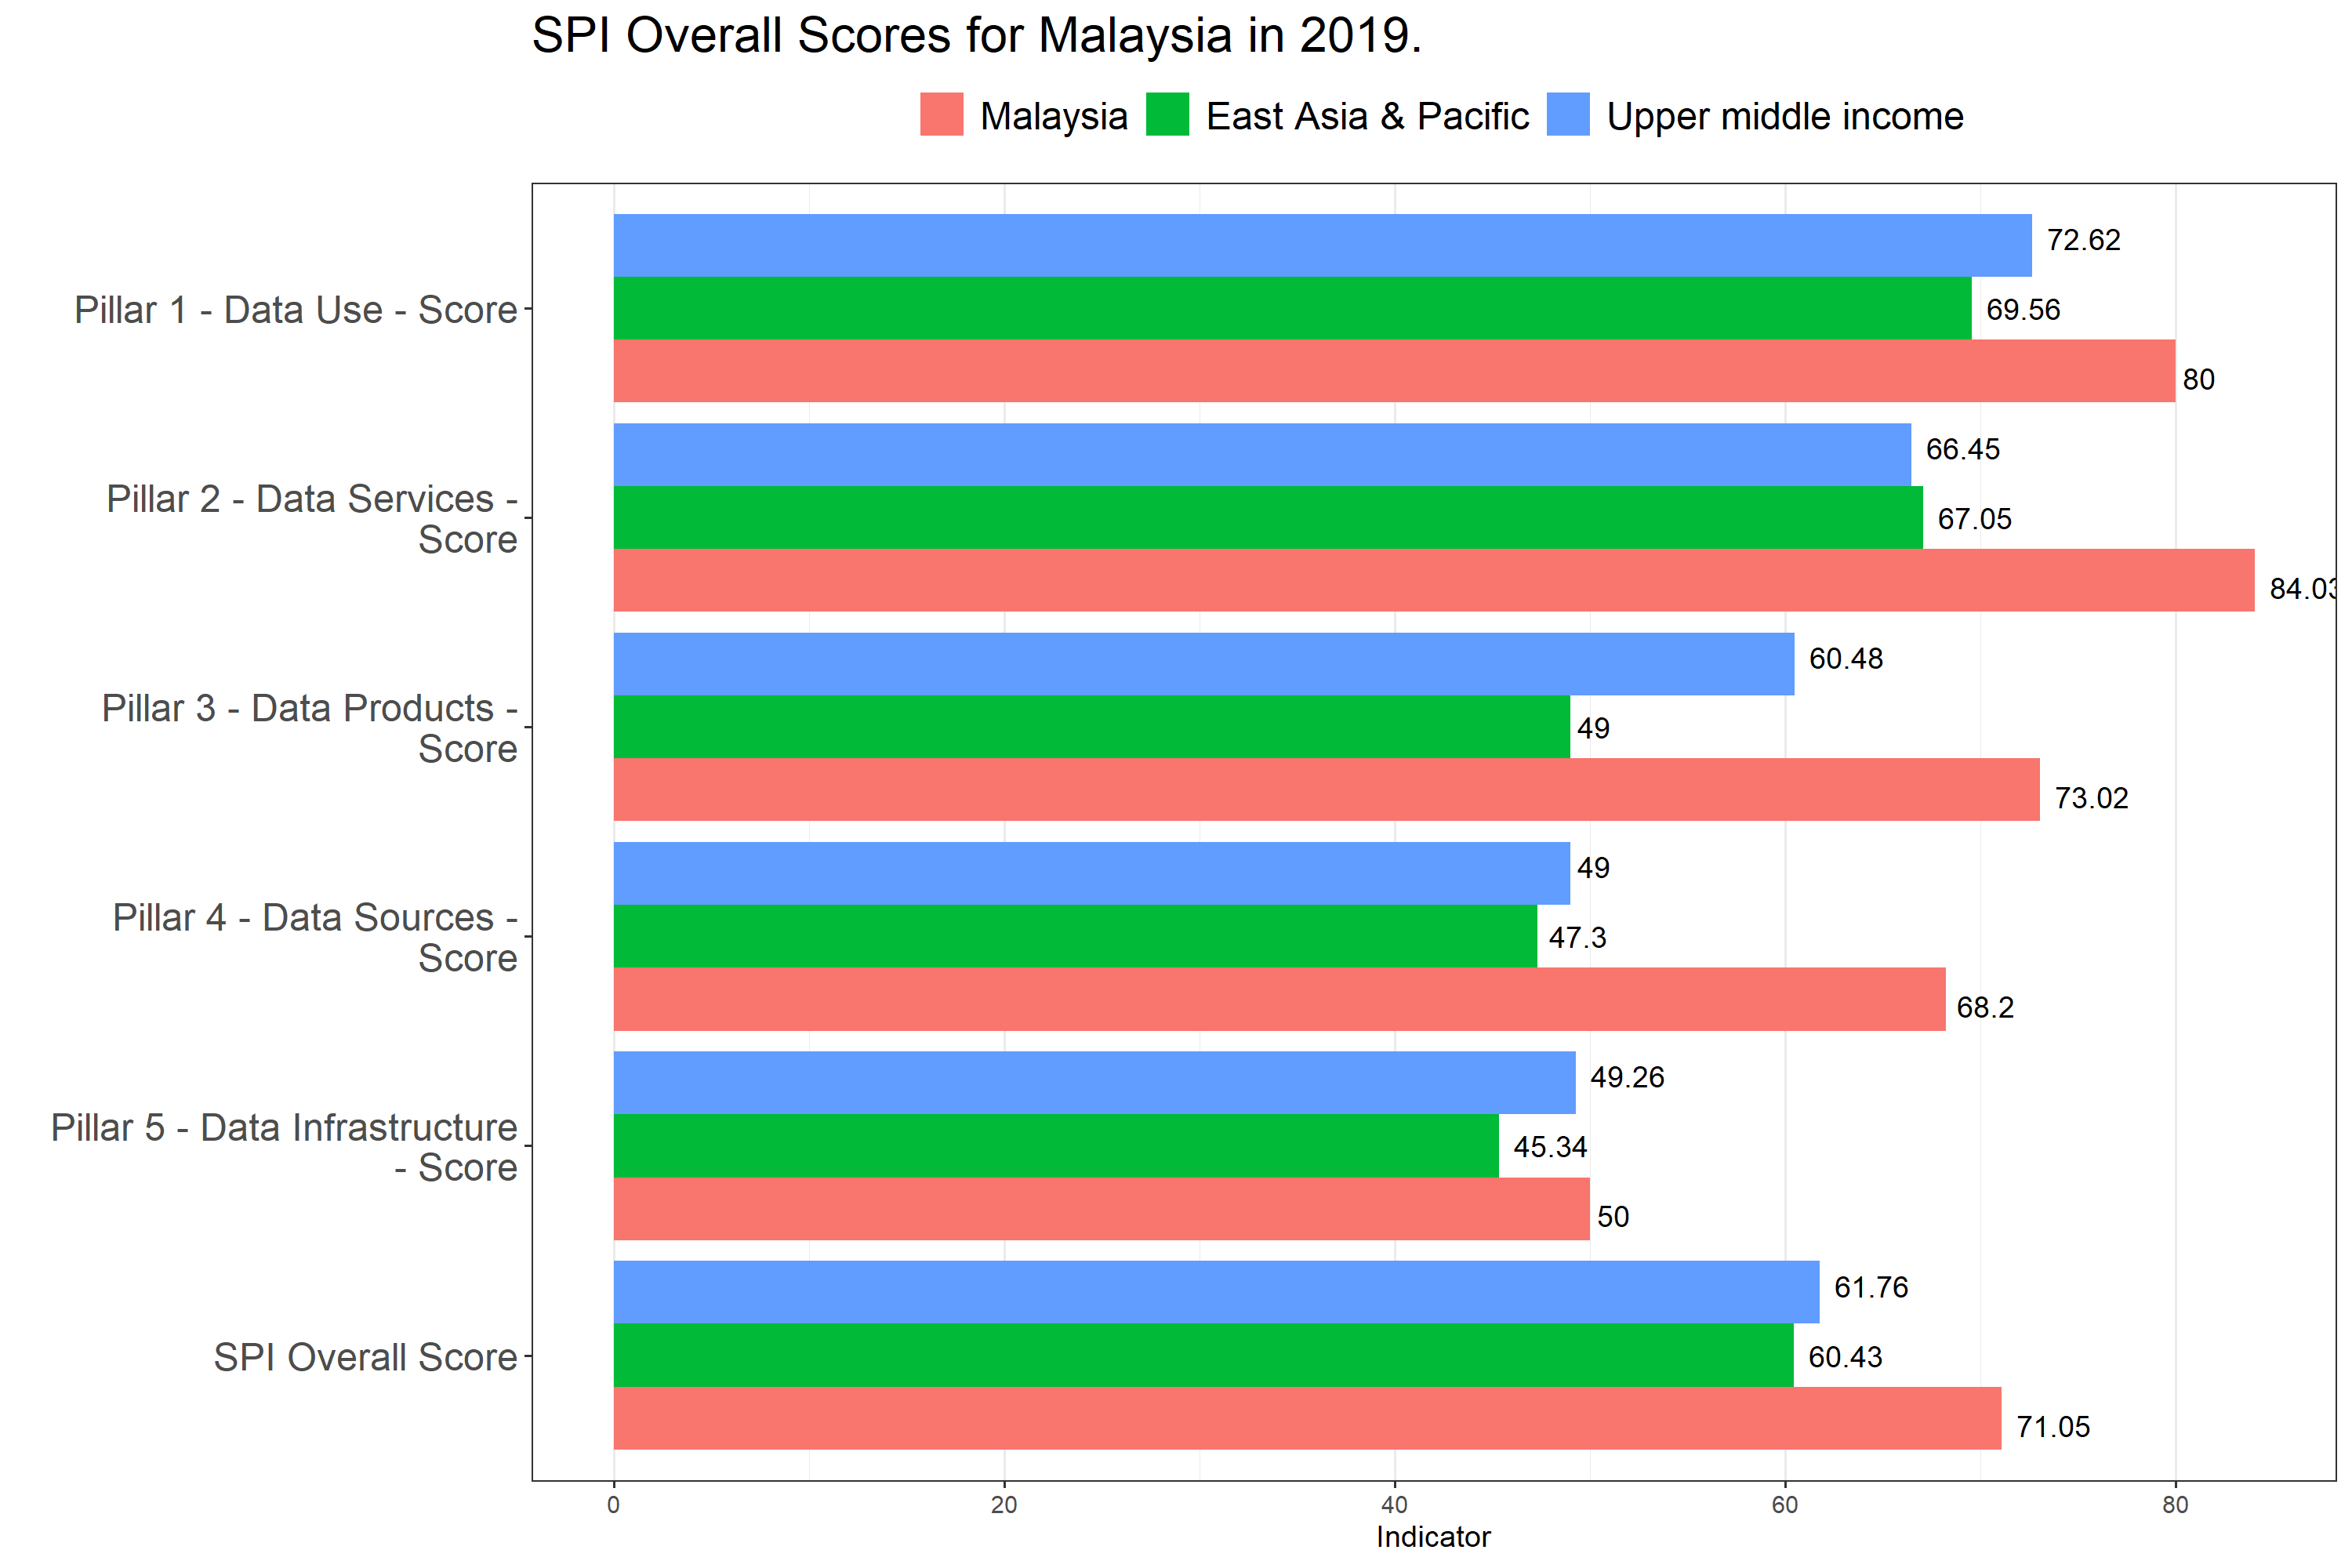 SPI Overall Scores for Malaysia in 2019.
Malaysia East Asia & Pacific Upper middle income
Pillar 1 - Data Use - Score
72.62
69.56
80
Pillar 2 - Data Services -
Score
66.45
67.05
84.03
Pillar 3 - Data Products -
Score
60.48
49
73.02
Pillar 4 - Data Sources -
Score
49
47.3
68.2
Pillar 5 - Data Infrastructure
- Score
49.26
45.34
50
SPI Overall Score
61.76
60.43
71.05
0 20 40 60 80
Indicator